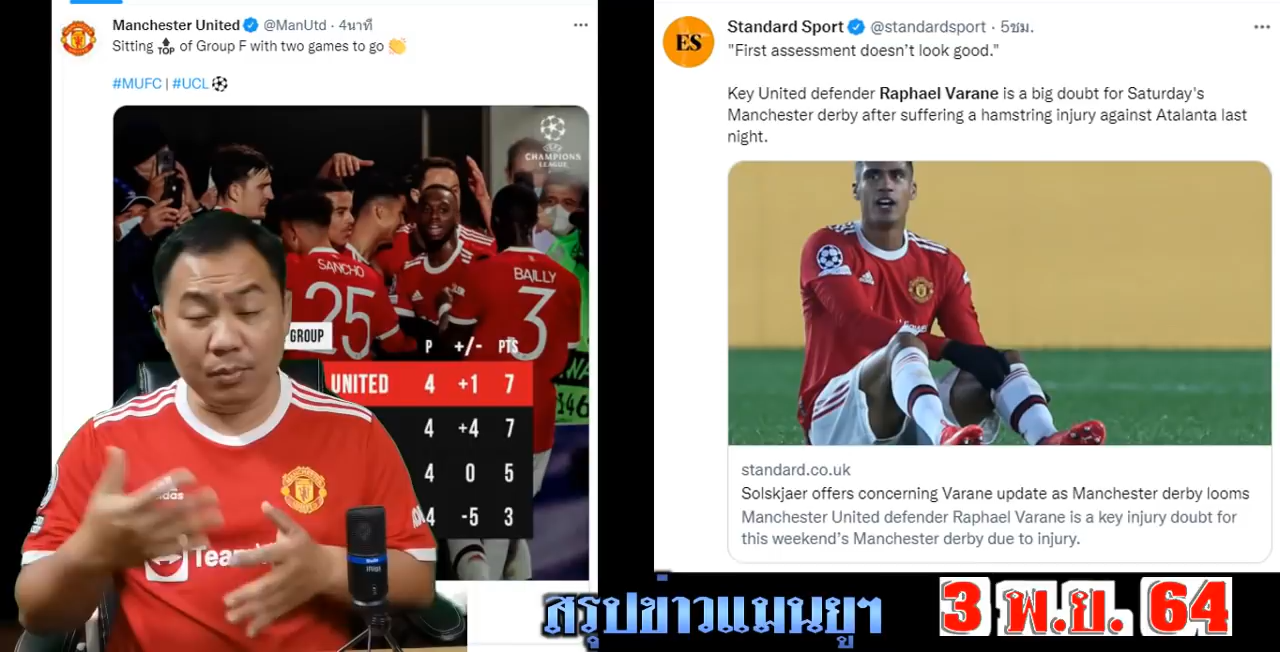 Manchester United @ManUtd · 4นาที
Sitting TOP of Group F with two games to go
#MUFC | #UCL
CHAMPIONS
LEAGUE
SANCHO
25
BAILLY
3
GROUP
P +/- PTS
UNITED 4 +1 7
4 +4 7
4 0 5
4 -5 3
146
adidas
Team
Standard Sport @standardsport · 5ชม.
ES
"First assessment doesn't look good."
Key United defender Raphael Varane is a big doubt for Saturday's
Manchester derby after suffering a hamstring injury against Atalanta last
night.
standard.co.uk
Solskjaer offers concerning Varane update as Manchester derby looms
Manchester United defender Raphael Varane is a key injury doubt for
this weekend's Manchester derby due to injury.
สรุปข่าวแมนยูฯ 3 พ.ย. 64